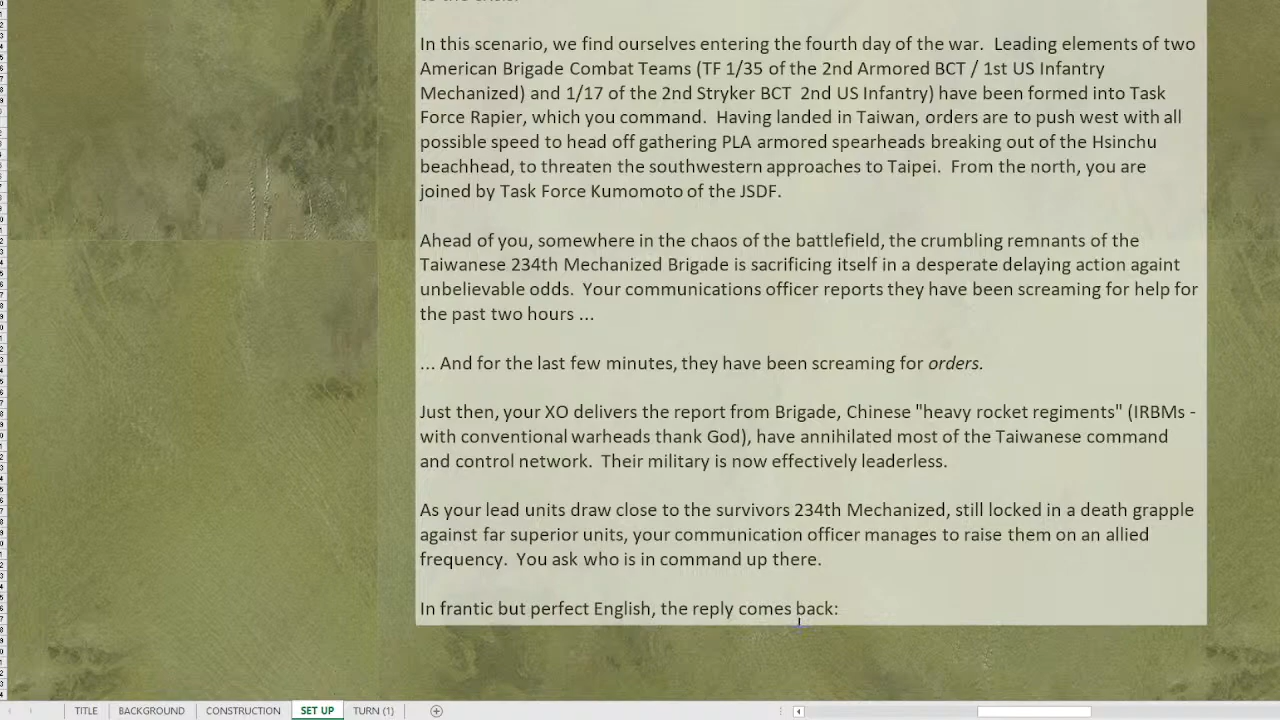 In this scenario, we find ourselves entering the fourth day of the war.  Leading elements of two
American Brigade Combat Teams (TF 1/35 of the 2nd Armored BCT / 1st US Infantry
Mechanized) and 1/17 of the 2nd Stryker BCT  2nd US Infantry) have been formed into Task
Force Rapier, which you command.  Having landed in Taiwan, orders are to push west with all
possible speed to head off gathering PLA armored spearheads breaking out of the Hsinchu
beachhead, to threaten the southwestern approaches to Taipei.  From the north, you are
joined by Task Force Kumomoto of the JSDF.
Ahead of you, somewhere in the chaos of the battlefield, the crumbling remnants of the
Taiwanese 234th Mechanized Brigade is sacrificing itself in a desperate delaying action againt
unbelievable odds.  Your communications officer reports they have been screaming for help for
the past two hours ...
... And for the last few minutes, they have been screaming for orders.
Just then, your XO delivers the report from Brigade, Chinese "heavy rocket regiments" (IRBMs -
with conventional warheads thank God), have annihilated most of the Taiwanese command
and control network.  Their military is now effectively leaderless.
As your lead units draw close to the survivors 234th Mechanized, still locked in a death grapple
against far superior units, your communication officer manages to raise them on an allied
frequency.  You ask who is in command up there.
In frantic but perfect English, the reply comes back:
TITLE BACKGROUND CONSTRUCTION SET UP TURN (1)